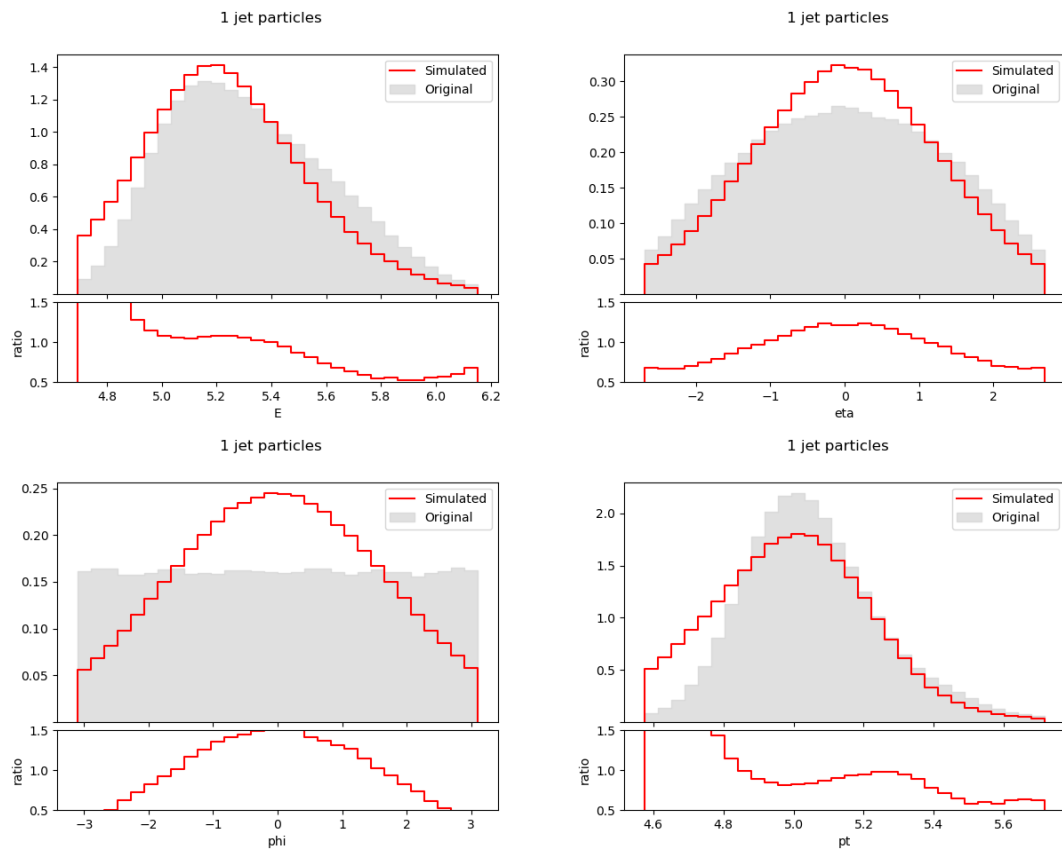 1 jet particles
1.4
1.2
1.0
0.8
0.6
0.4
0.2
Simulated
Original
1.5
1.0
0.5
ratio
4.8 5.0 5.2 5.4 5.6 5.8 6.0 6.2
E
1 jet particles
0.30
0.25
0.20
0.15
0.10
0.05
Simulated
Original
1.5
1.0
0.5
ratio
−2 −1 0 1 2
eta
1 jet particles
0.25
0.20
0.15
0.10
0.05
Simulated
Original
1.5
1.0
0.5
ratio
−3 −2 −1 0 1 2 3
phi
1 jet particles
2.0
1.5
1.0
0.5
Simulated
Original
1.5
1.0
0.5
ratio
4.6 4.8 5.0 5.2 5.4 5.6
pt